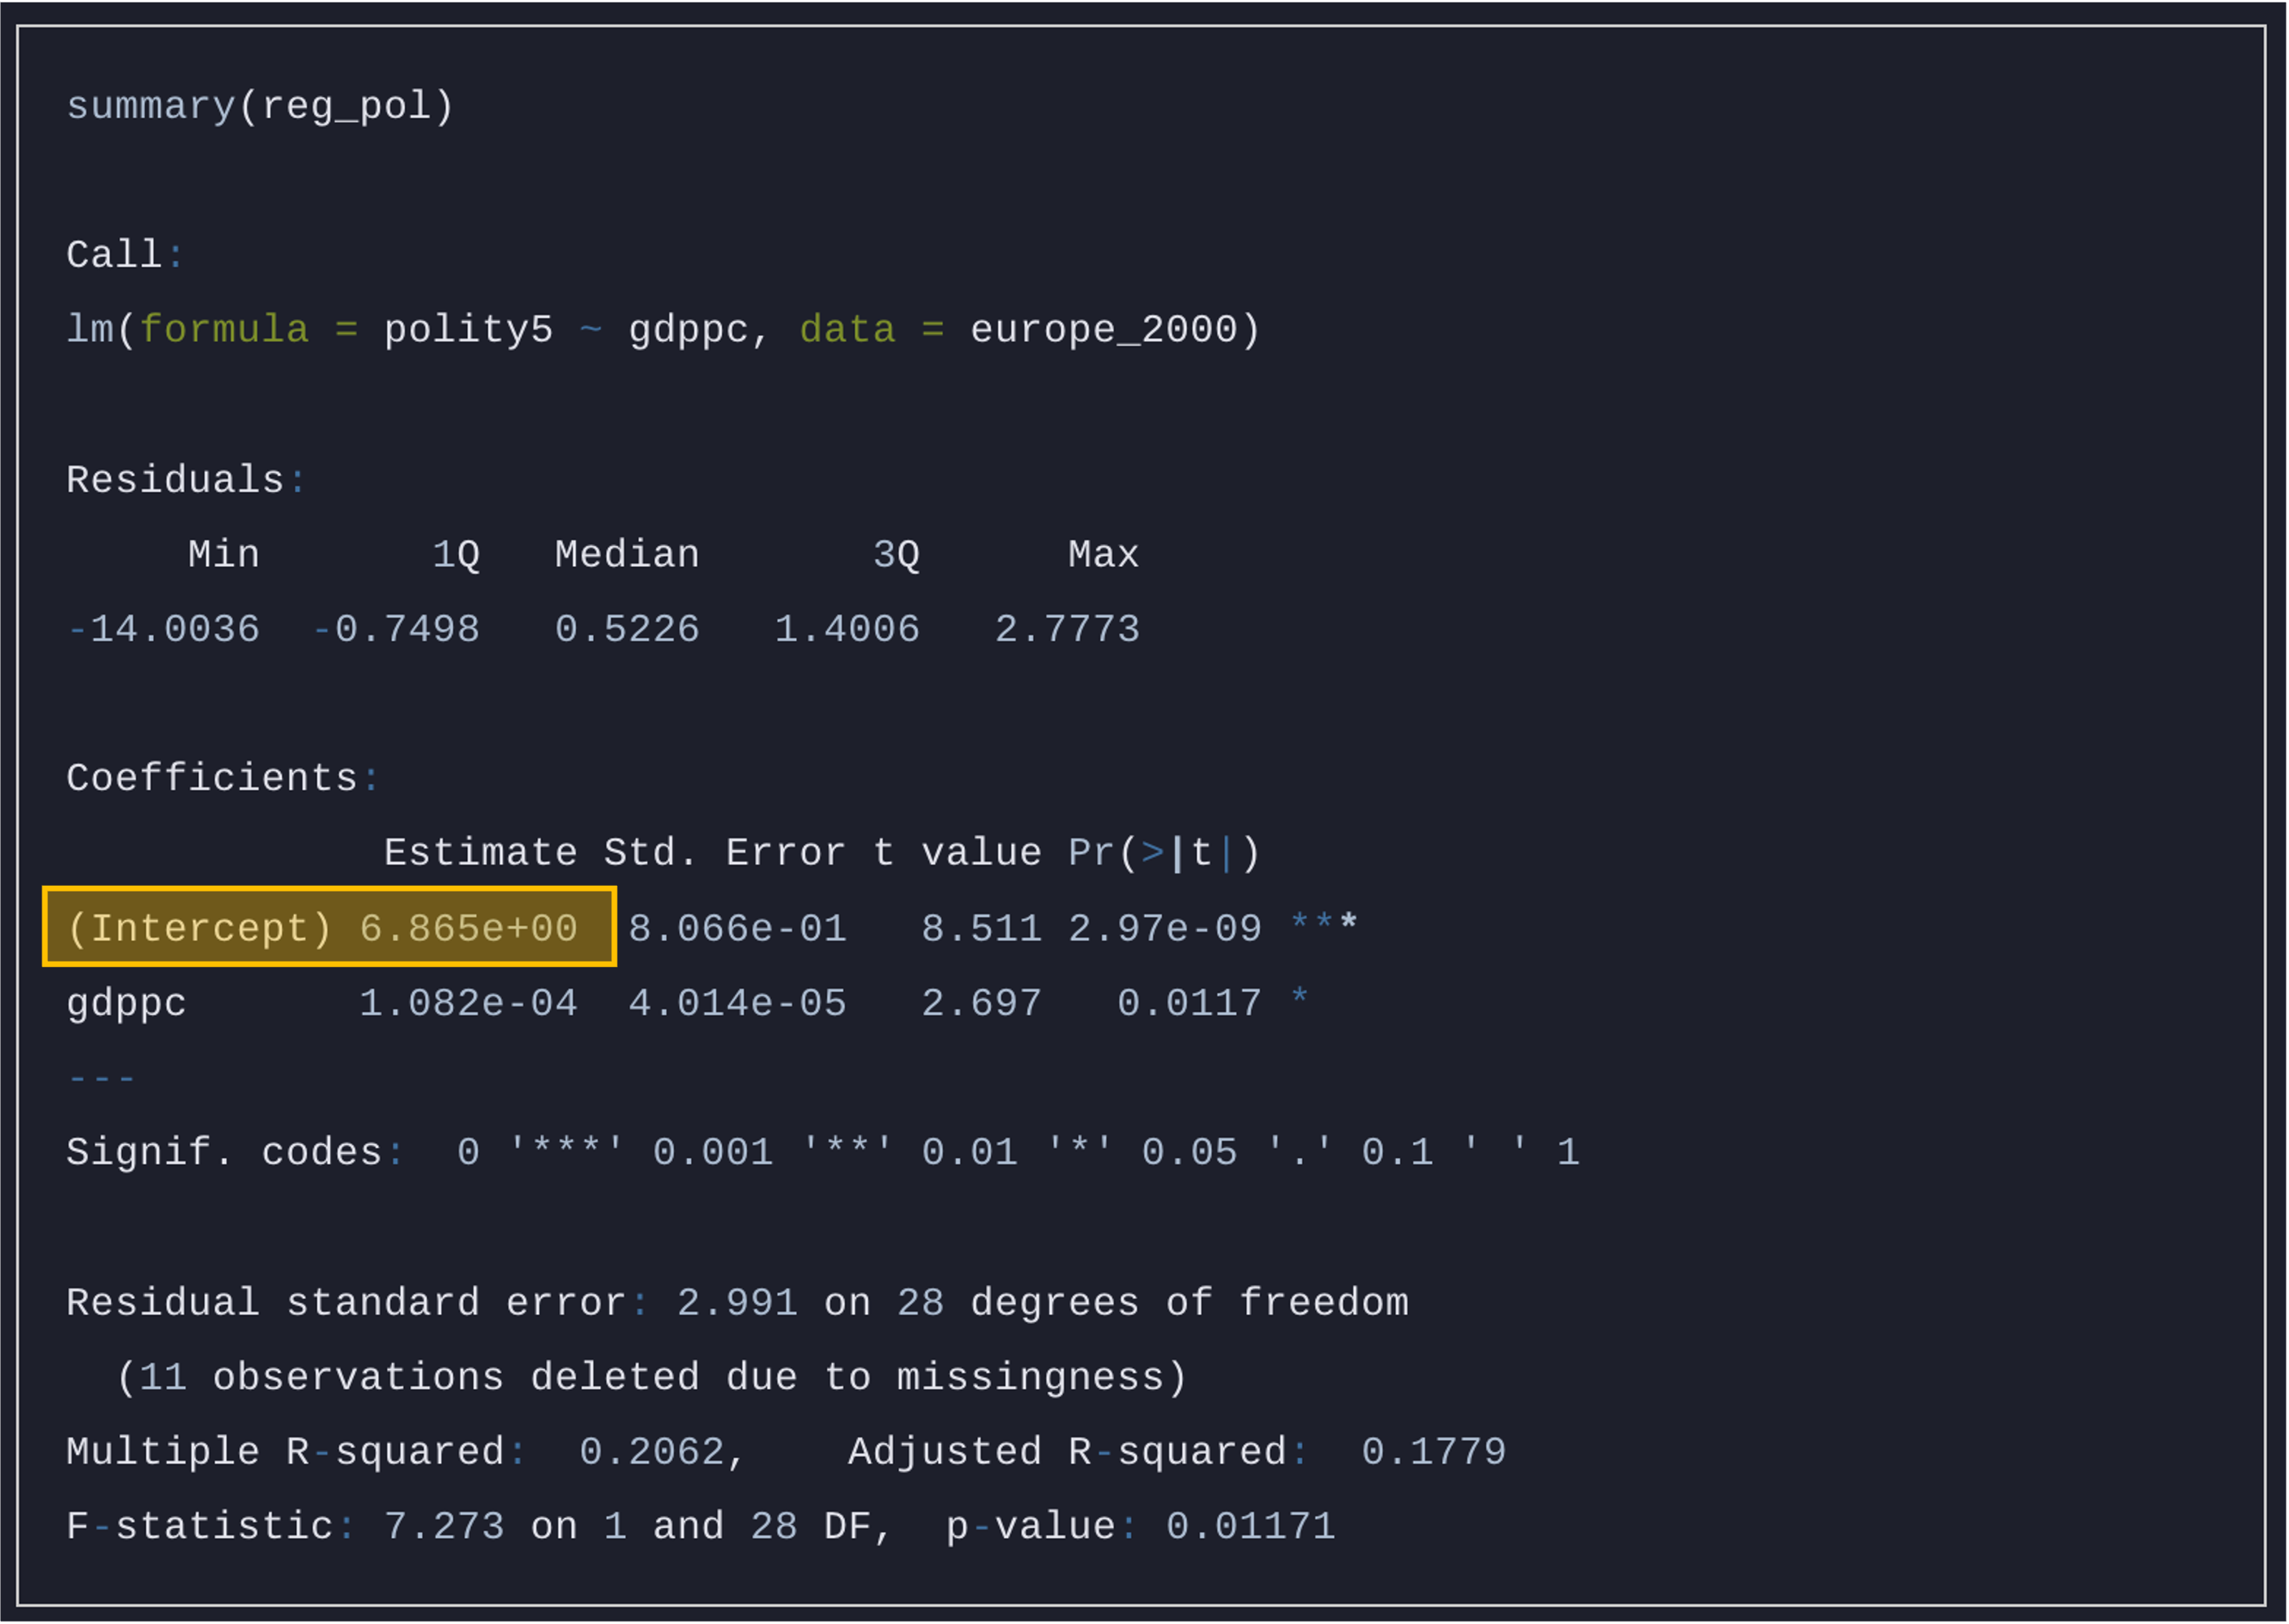 summary(reg_pol)
Call:
lm(formula = polity5 ~ gdppc, data = europe_2000)
Residuals:
     Min       1Q   Median       3Q      Max
-14.0036  -0.7498   0.5226   1.4006   2.7773
Coefficients:
             Estimate Std. Error t value Pr(>|t|)
(Intercept) 6.865e+00  8.066e-01   8.511 2.97e-09 ***
gdppc       1.082e-04  4.014e-05   2.697   0.0117 *
---
Signif. codes:  0 '***' 0.001 '**' 0.01 '*' 0.05 '.' 0.1 ' ' 1
Residual standard error: 2.991 on 28 degrees of freedom
  (11 observations deleted due to missingness)
Multiple R-squared:  0.2062,    Adjusted R-squared:  0.1779
F-statistic: 7.273 on 1 and 28 DF,  p-value: 0.01171